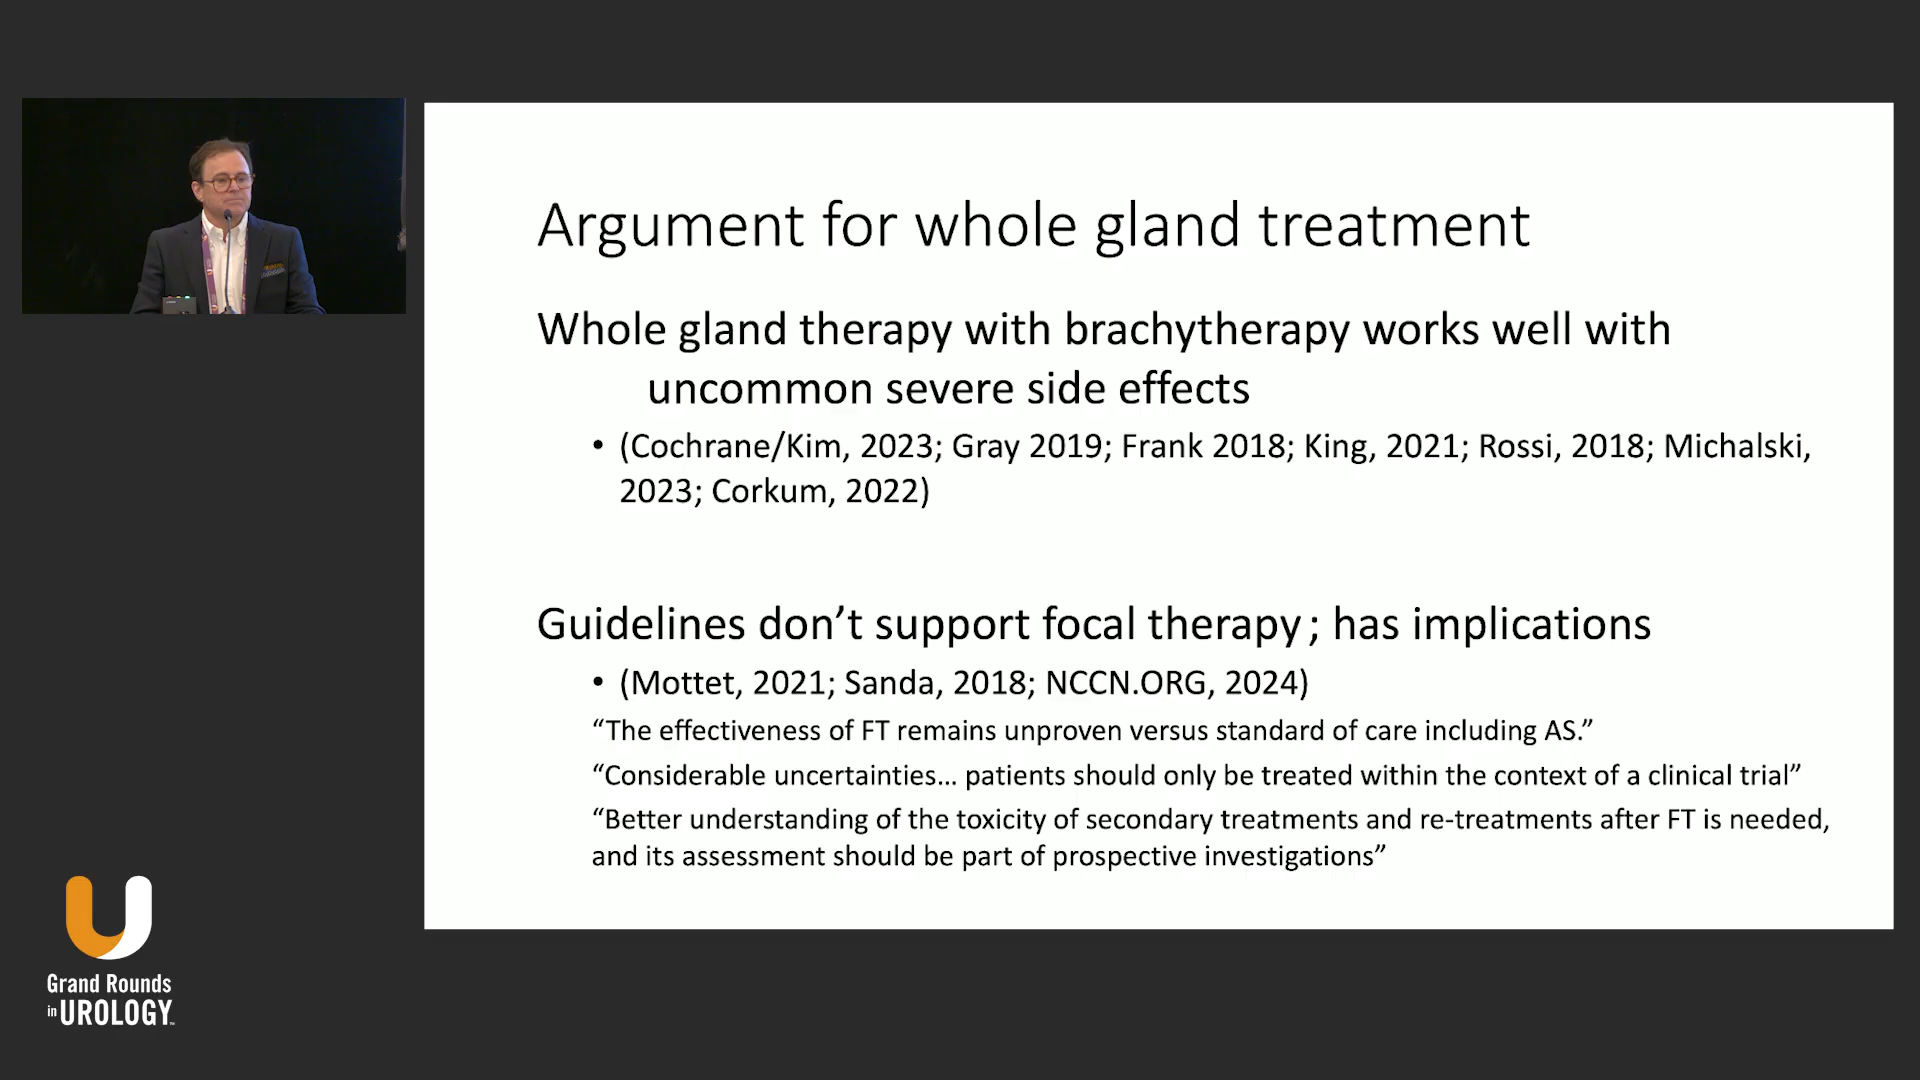 Argument for whole gland treatment
Whole gland therapy with brachytherapy works well with
uncommon severe side effects
• (Cochrane/Kim, 2023; Gray 2019; Frank 2018; King, 2021; Rossi, 2018; Michalski,
2023; Corkum, 2022)
Guidelines don’t support focal therapy; has implications
• (Mottet, 2021; Sanda, 2018; NCCN.ORG, 2024)
“The effectiveness of FT remains unproven versus standard of care including AS.”
“Considerable uncertainties... patients should only be treated within the context of a clinical trial”
“Better understanding of the toxicity of secondary treatments and re-treatments after FT is needed,
and its assessment should be part of prospective investigations”
Grand Rounds
in UROLOGY™